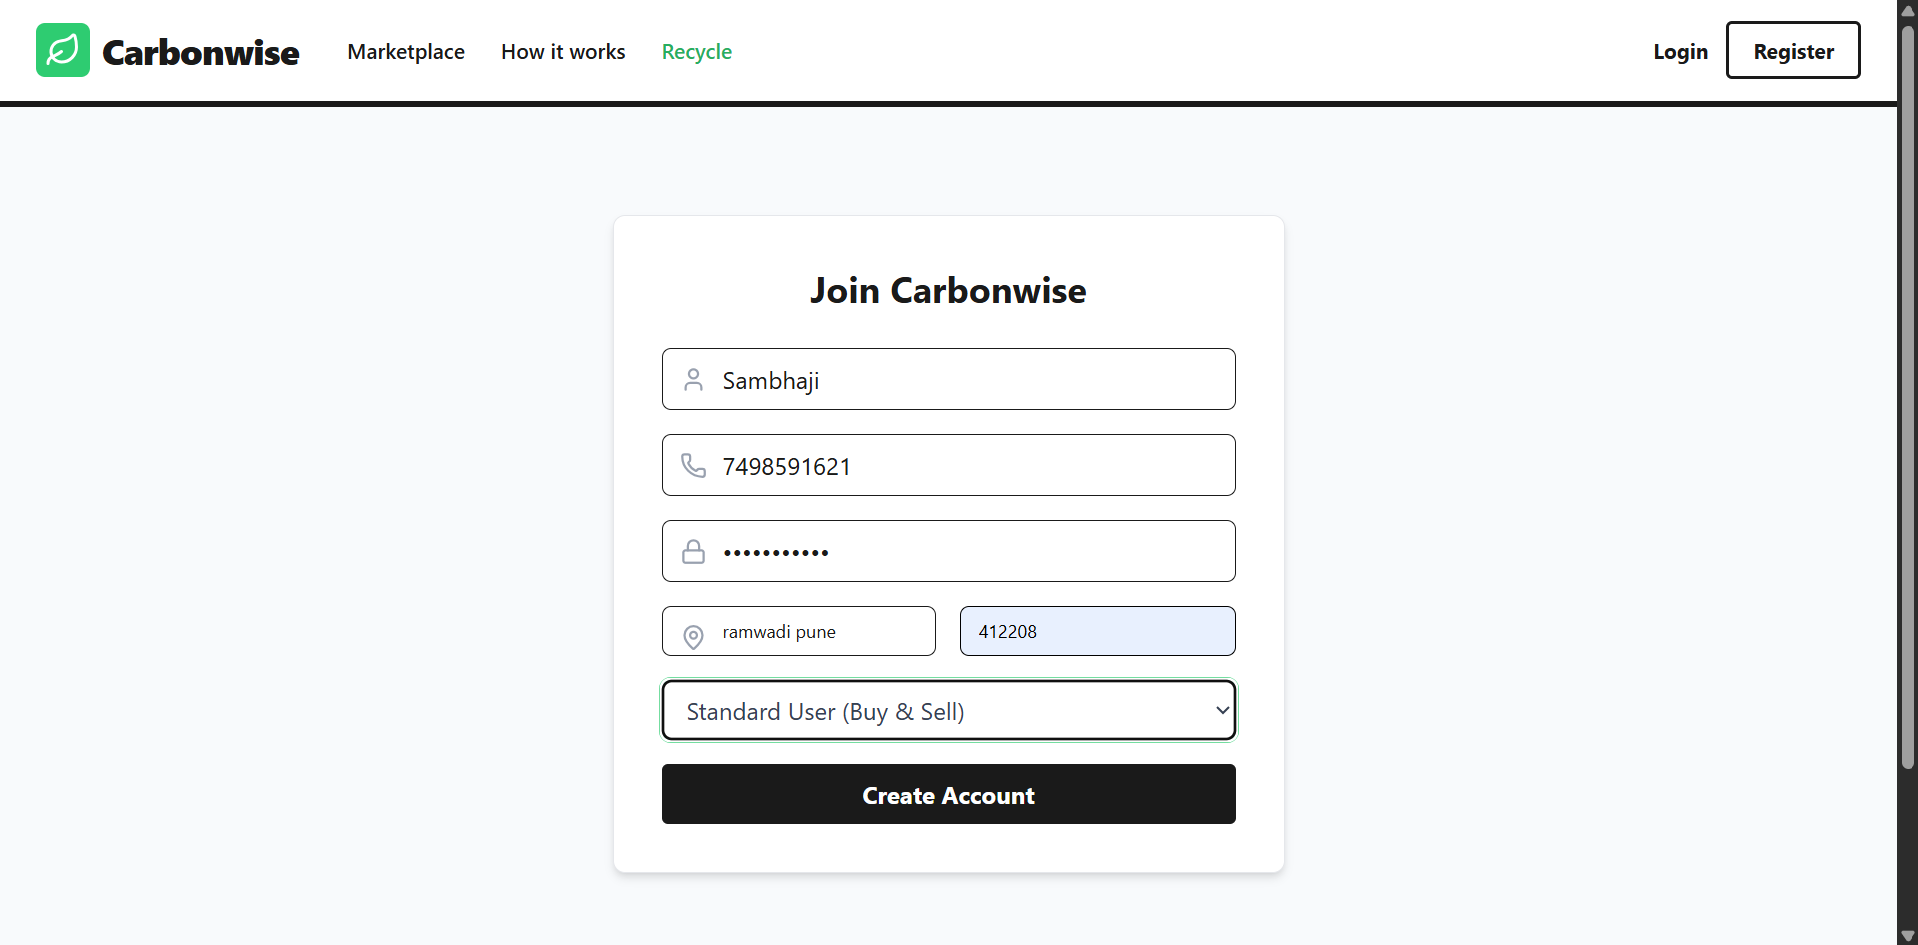 Carbonwise Marketplace How it works Recycle Login Register
Join Carbonwise
Sambhaji
7498591621
•••••••••••
ramwadi pune 412208
Standard User (Buy & Sell)
Create Account